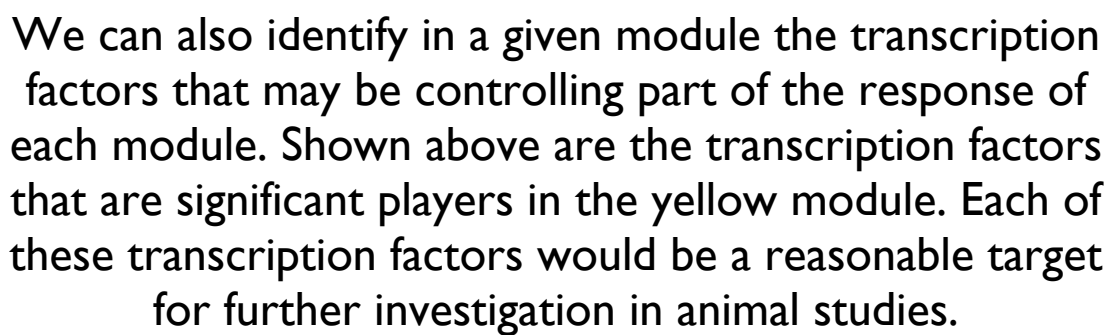 We can also identify in a given module the transcription
factors that may be controlling part of the response of
each module. Shown above are the transcription factors
that are significant players in the yellow module. Each of
these transcription factors would be a reasonable target
for further investigation in animal studies.